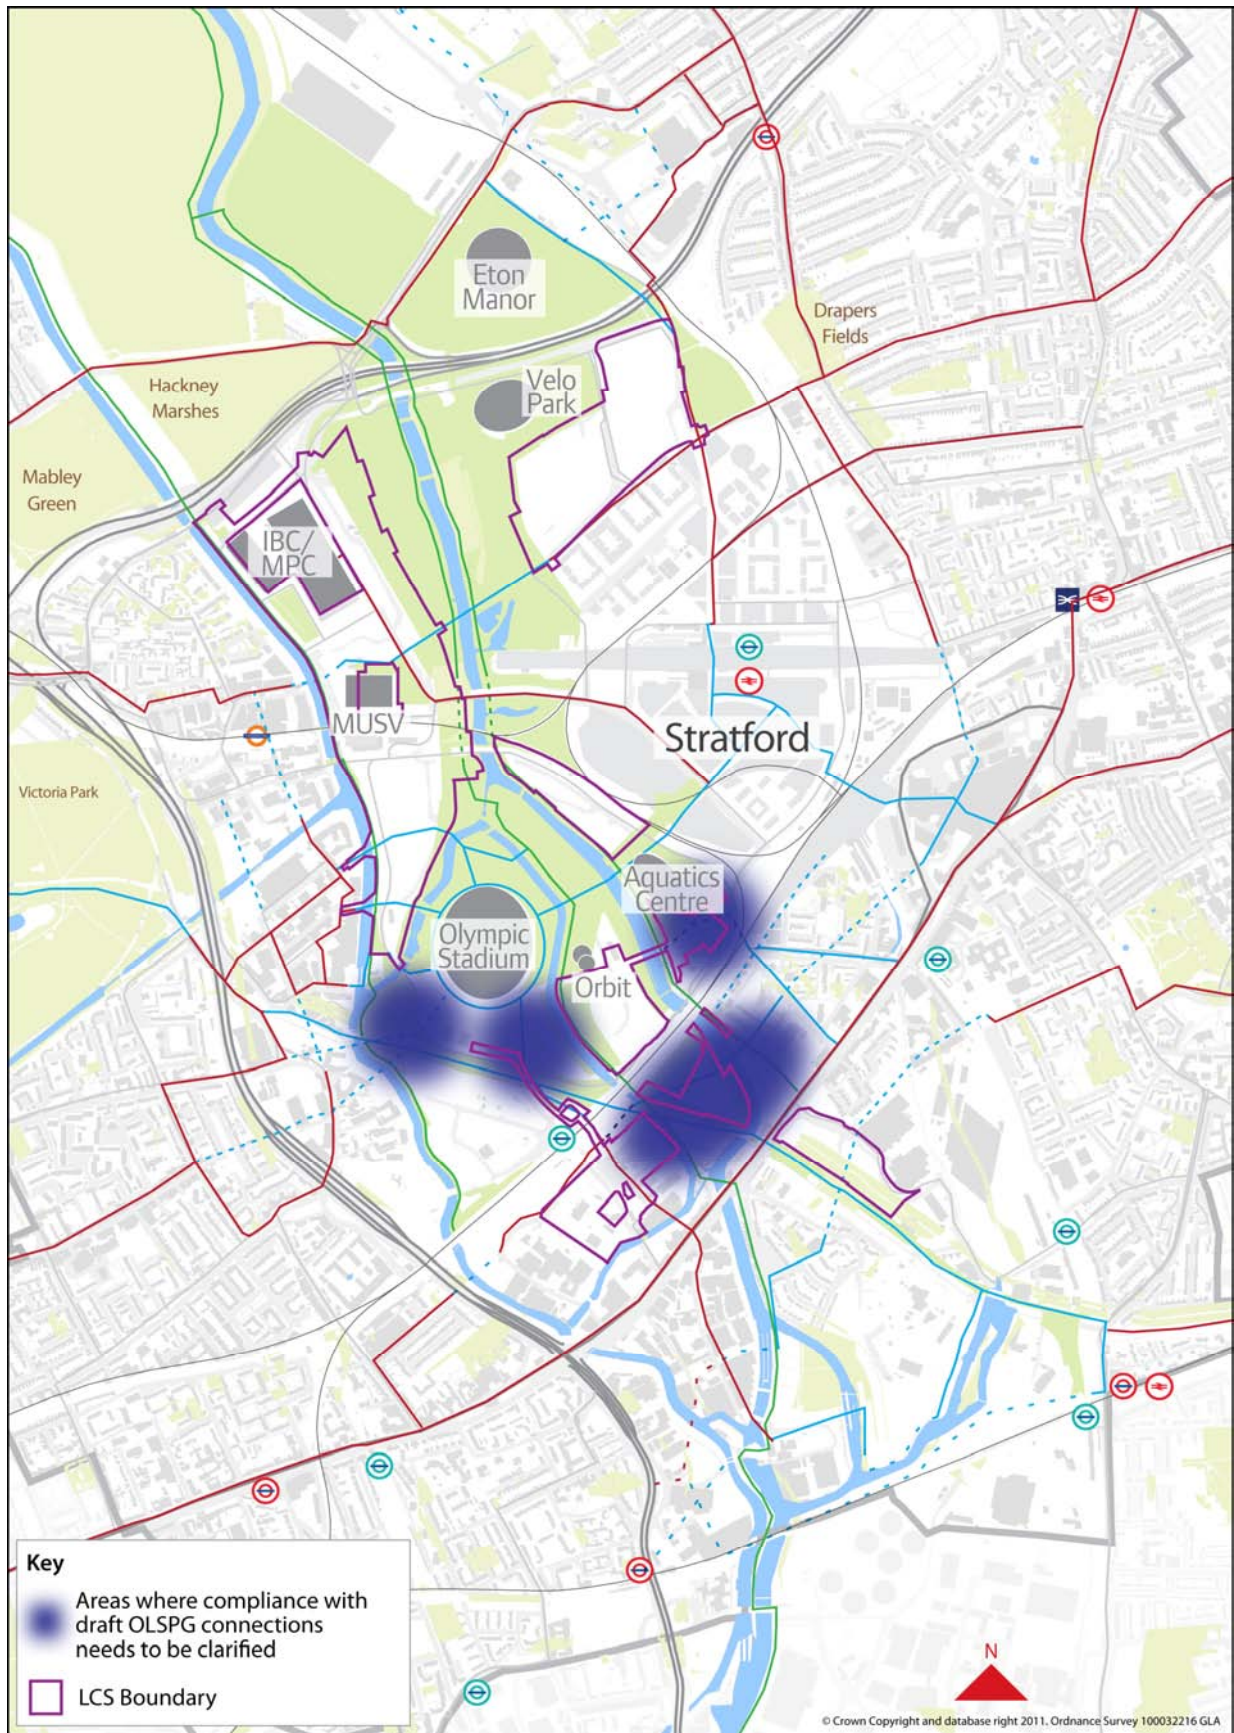 Eton
Manor
Drapers
Fields
Velo
Park
Hackney
Marshes
Mabley
Green
IBC/
MPC
MUSV
Stratford
Victoria Park
Aquatics
Centre
Olympic
Stadium
Orbit
Key
Areas where compliance with
draft OLSPG connections
needs to be clarified
LCS Boundary
N
© Crown Copyright and database right 2011. Ordnance Survey 100032216 GLA